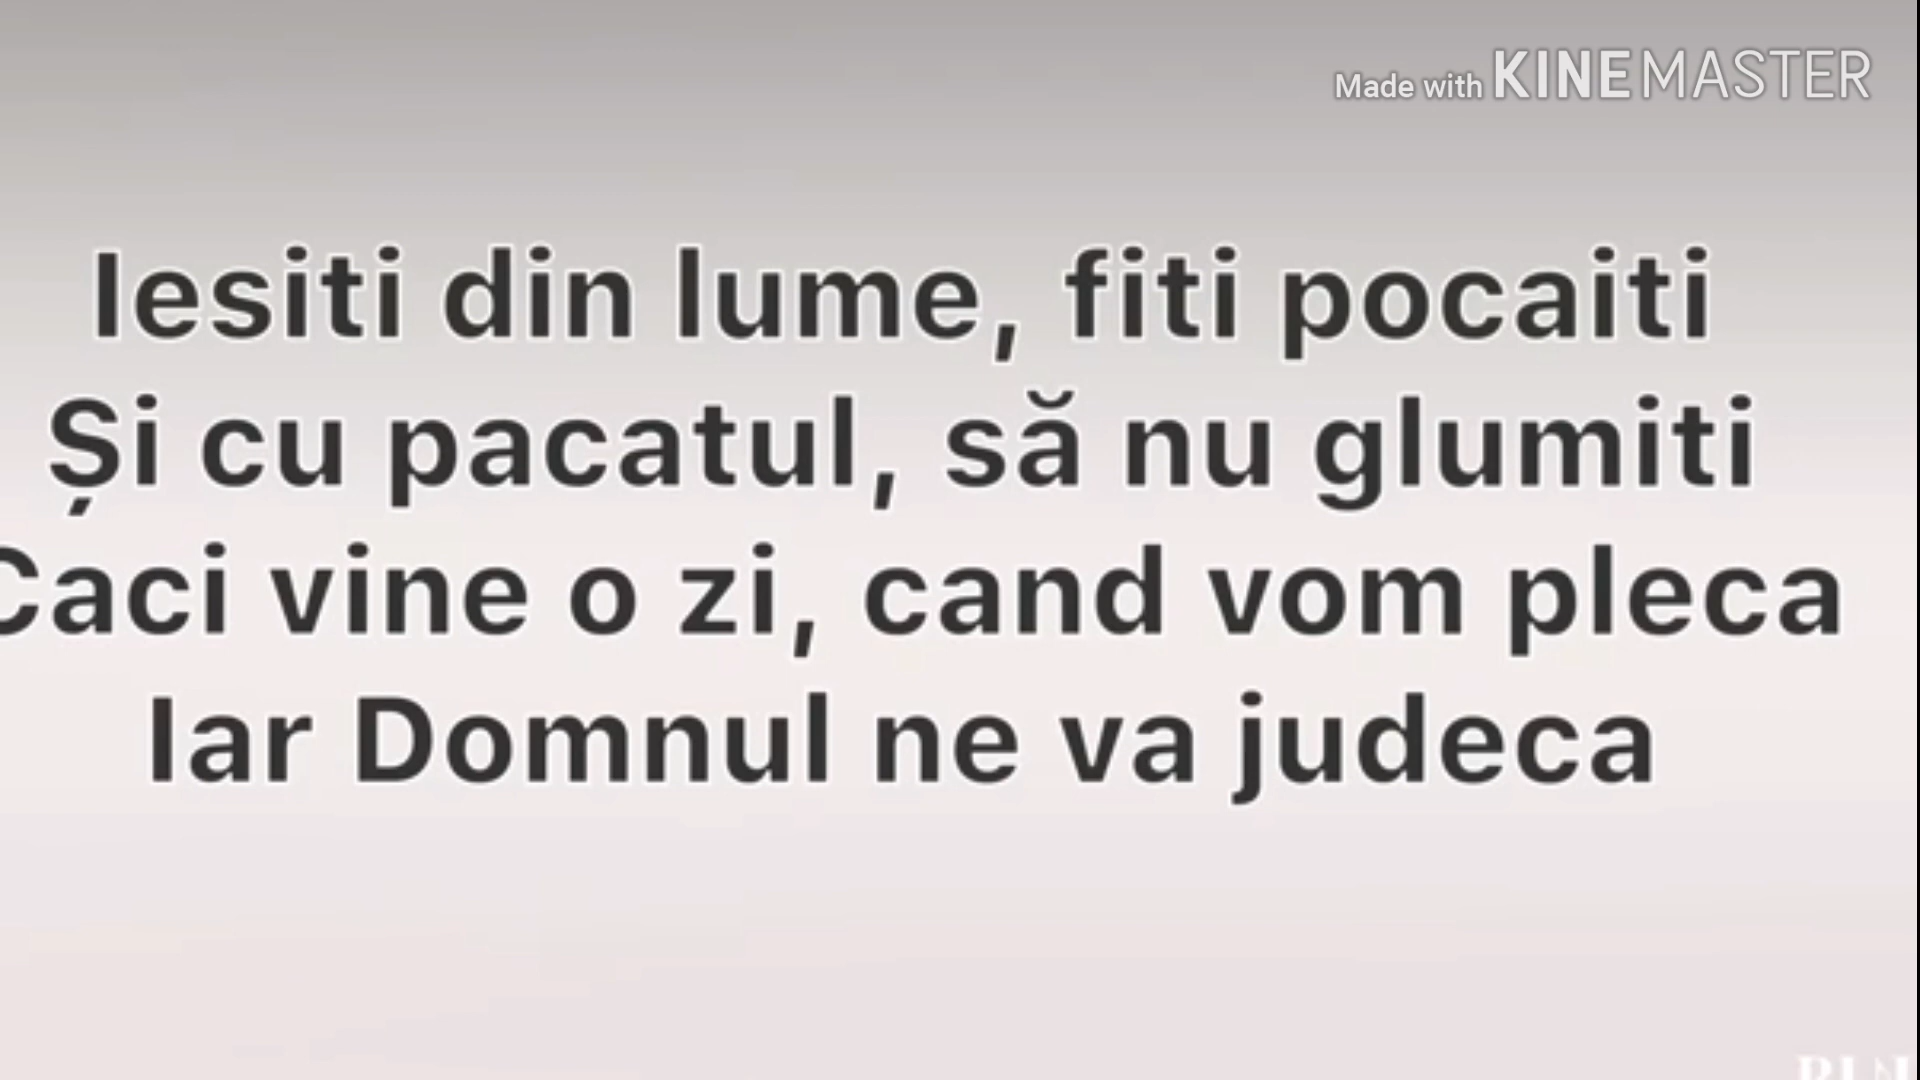 Made with KINEMASTER
Iesiti din lume, fiti pocaiti
Și cu pacatul, să nu glumiti
Caci vine o zi, cand vom pleca
Iar Domnul ne va judeca